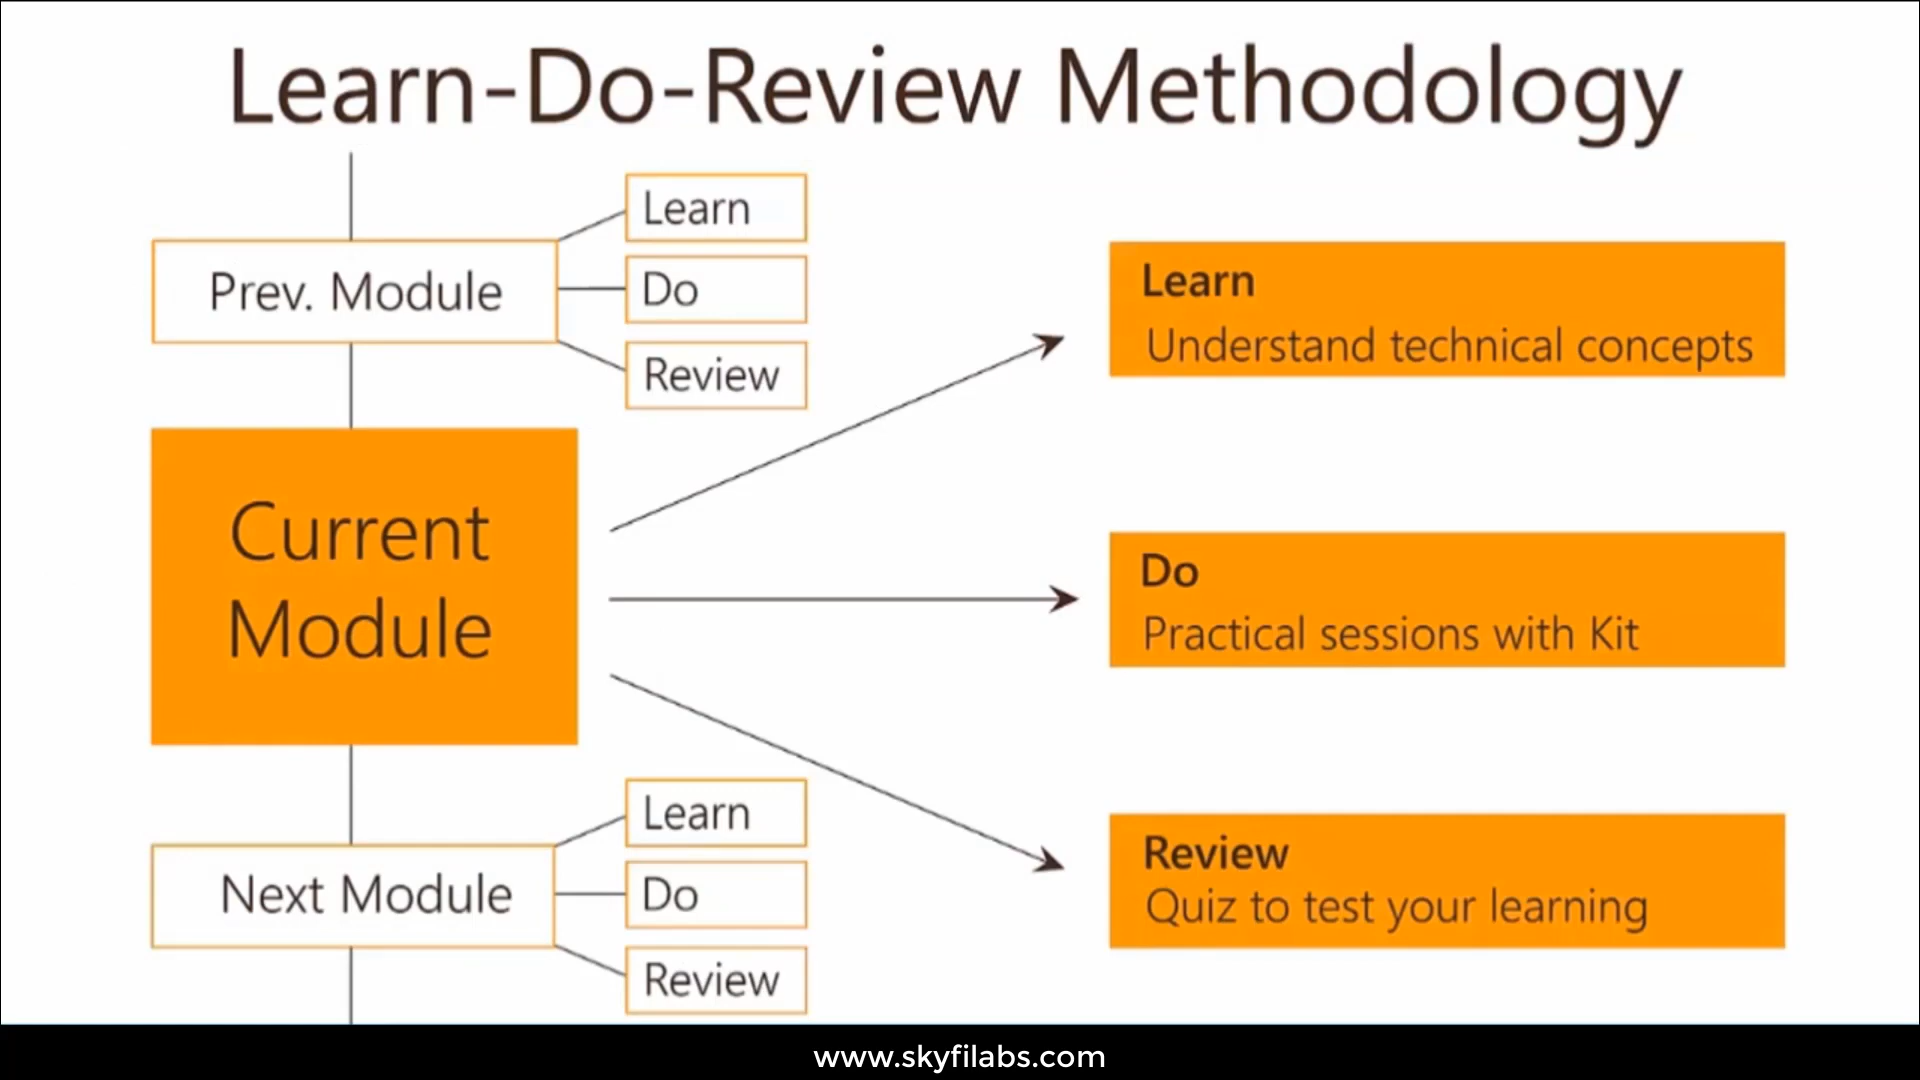 Learn-Do-Review Methodology
Prev. Module
Learn
Do
Review
Current
Module
Learn
Understand technical concepts
Do
Practical sessions with Kit
Review
Quiz to test your learning
Next Module
Learn
Do
Review
www.skyfilabs.com